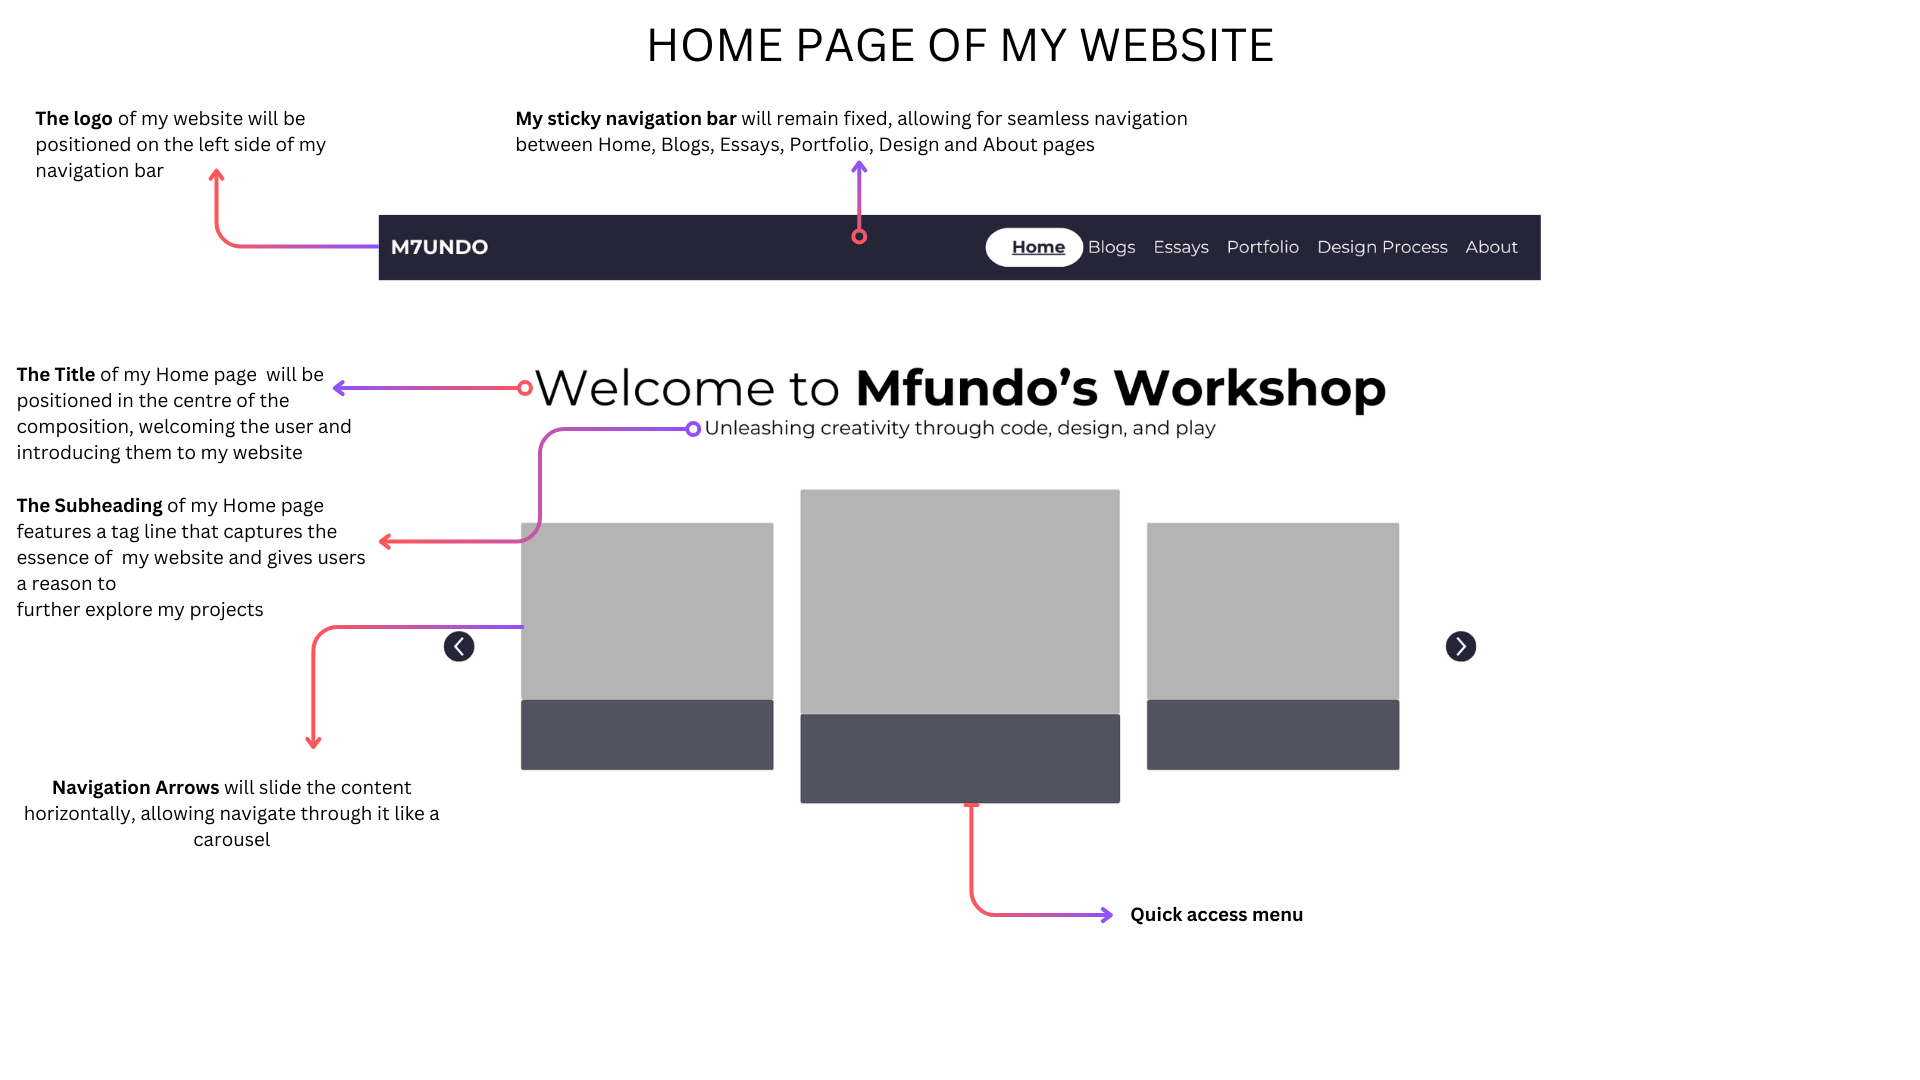 HOME PAGE OF MY WEBSITE
The logo of my website will be
positioned on the left side of my
navigation bar
My sticky navigation bar will remain fixed, allowing for seamless navigation
between Home, Blogs, Essays, Portfolio, Design and About pages
M7UNDO
Home Blogs Essays Portfolio Design Process About
The Title of my Home page  will be
positioned in the centre of the
composition, welcoming the user and
introducing them to my website
Welcome to Mfundo’s Workshop
Unleashing creativity through code, design, and play
The Subheading of my Home page
features a tag line that captures the
essence of  my website and gives users
a reason to
further explore my projects
Navigation Arrows will slide the content
horizontally, allowing navigate through it like a
carousel
Quick access menu